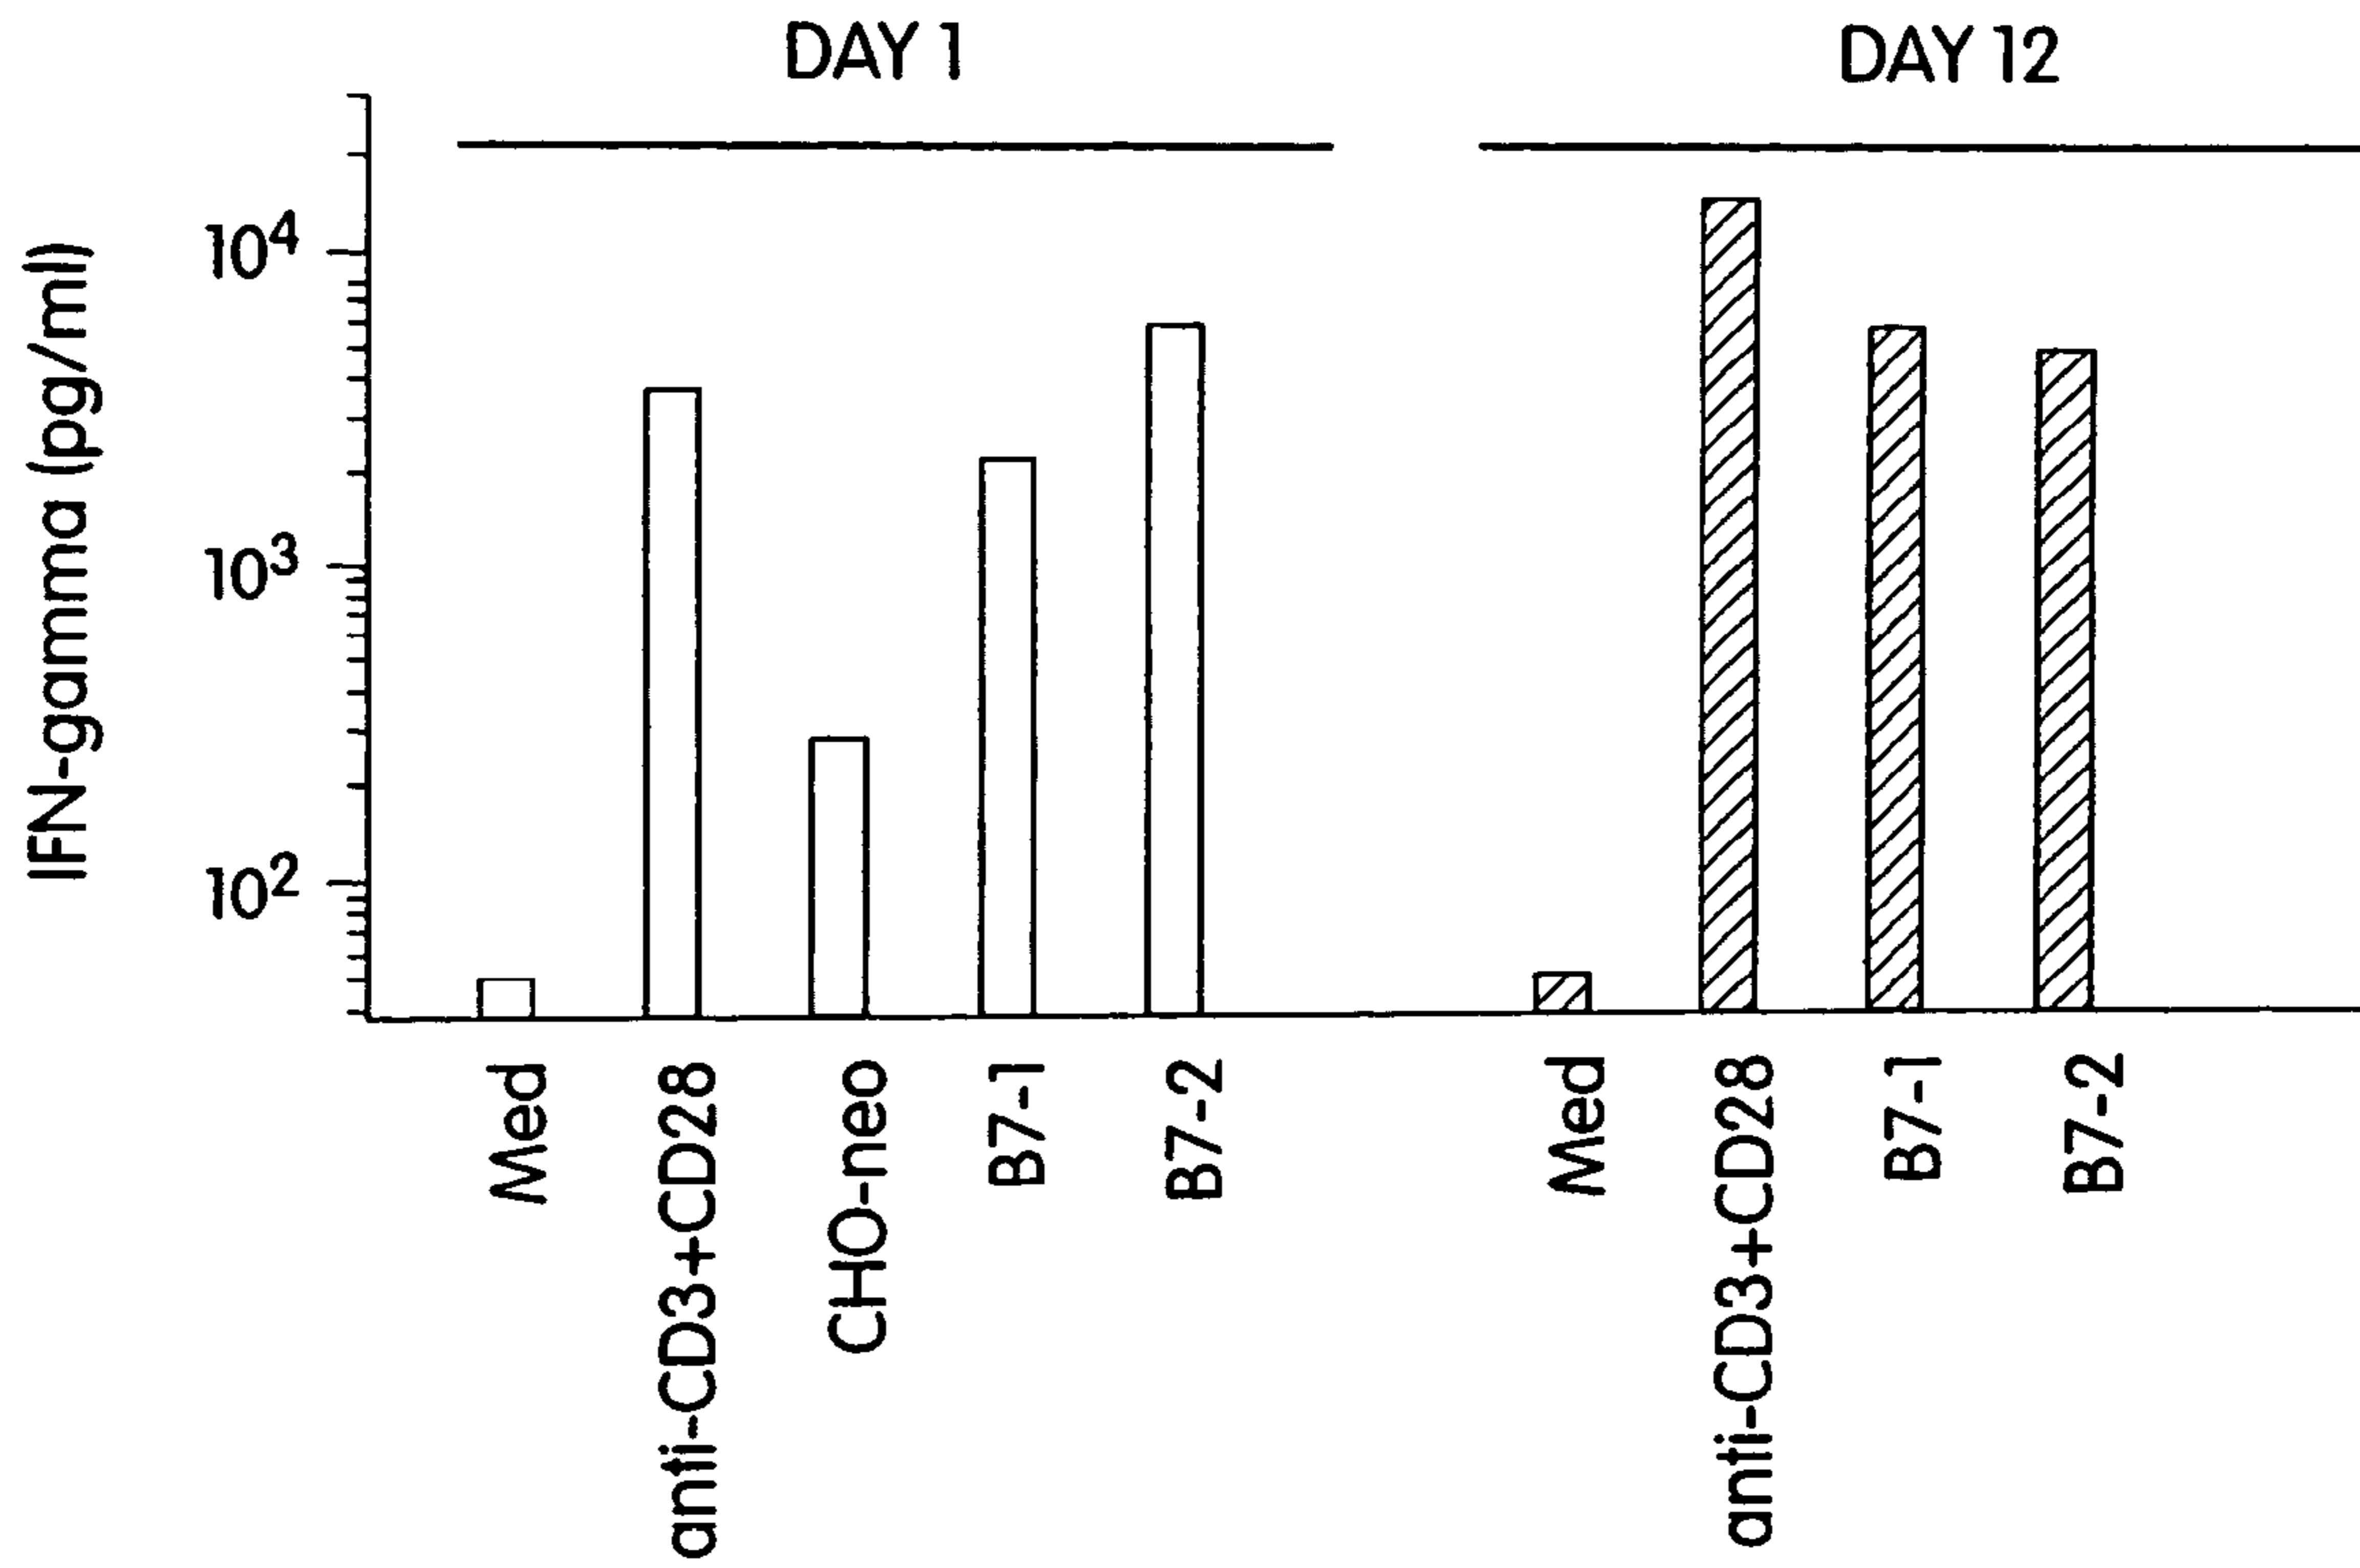 DAY 1
DAY 12
IFN-gamma (pg/ml)
10⁴
10³
10²
Med
anti-CD3+CD28
CHO-neo
B7-1
B7-2
Med
anti-CD3+CD28
B7-1
B7-2